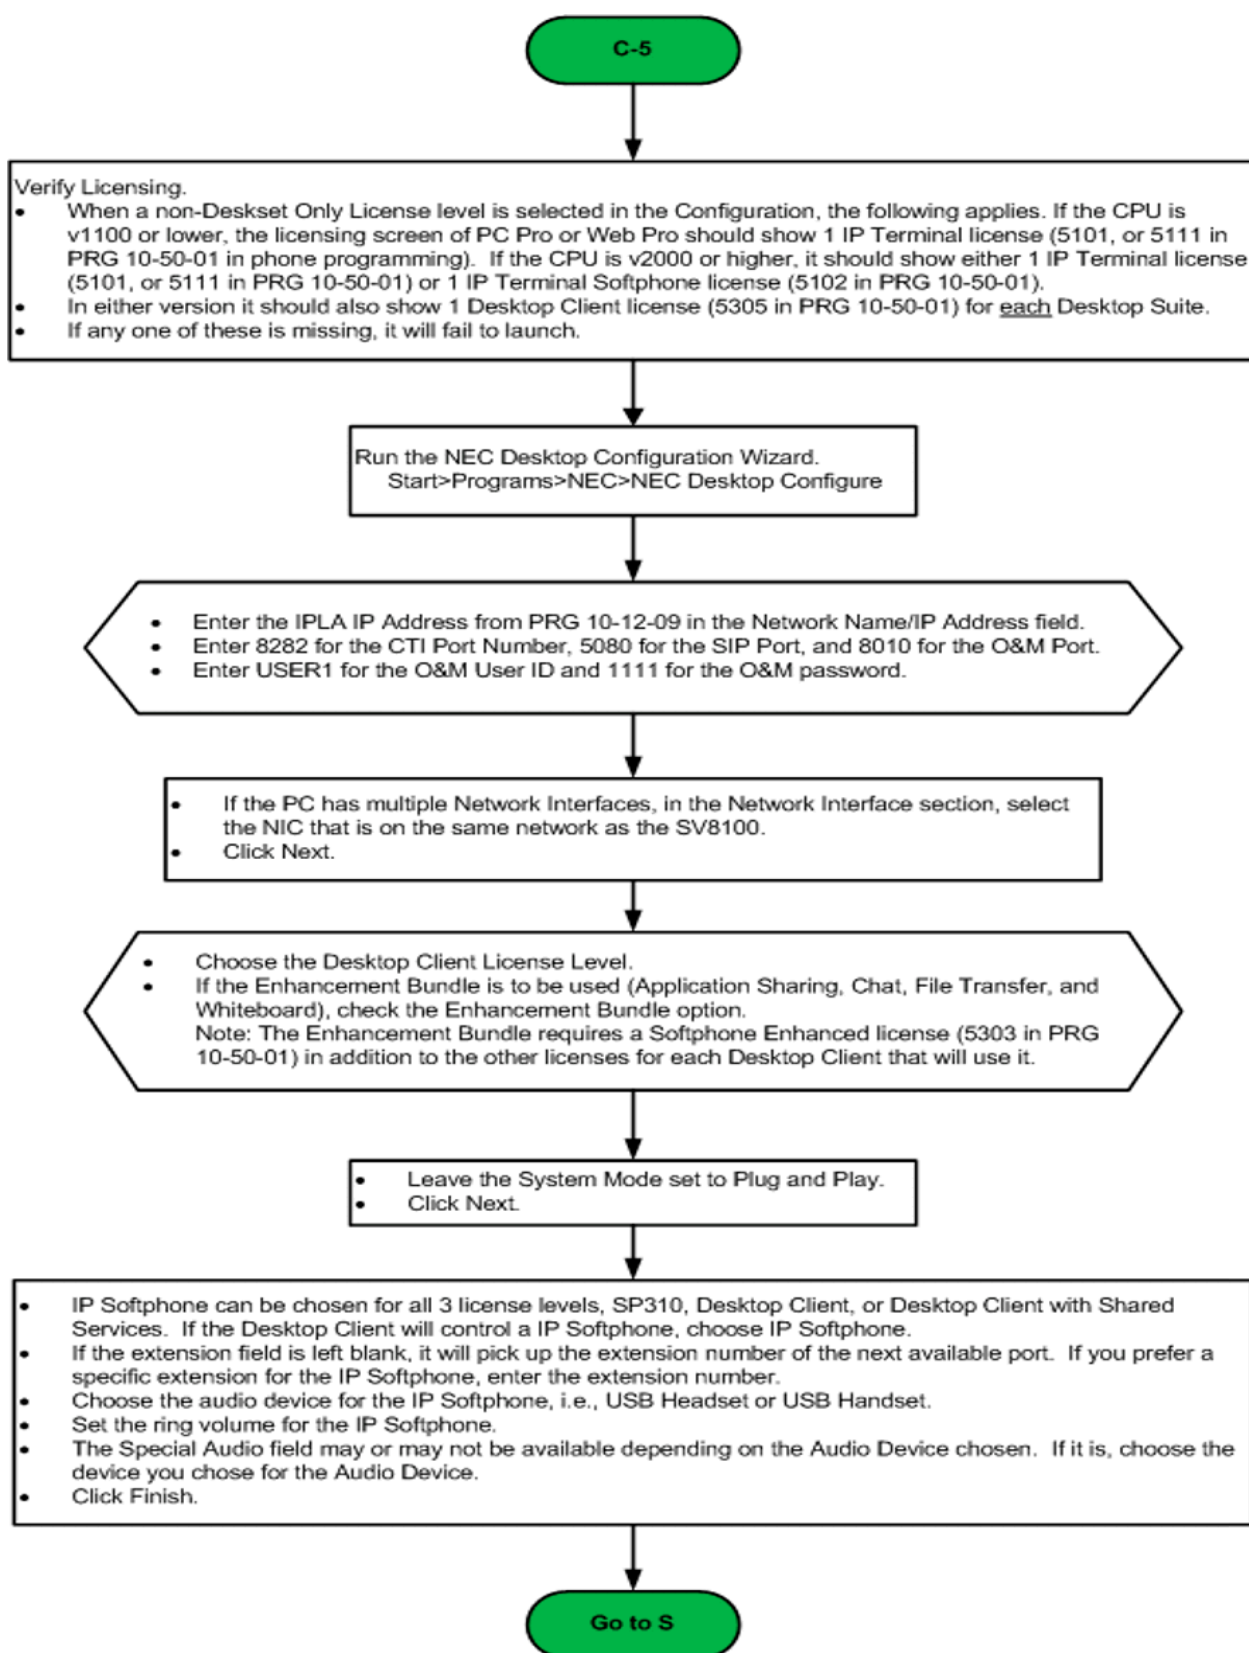 C-5
Verify Licensing.
• When a non-Deskset Only License level is selected in the Configuration, the following applies. If the CPU is
v1100 or lower, the licensing screen of PC Pro or Web Pro should show 1 IP Terminal license (5101, or 5111 in
PRG 10-50-01 in phone programming). If the CPU is v2000 or higher, it should show either 1 IP Terminal license
(5101, or 5111 in PRG 10-50-01) or 1 IP Terminal Softphone license (5102 in PRG 10-50-01).
• In either version it should also show 1 Desktop Client license (5305 in PRG 10-50-01) for each Desktop Suite.
• If any one of these is missing, it will fail to launch.
Run the NEC Desktop Configuration Wizard.
Start>Programs>NEC>NEC Desktop Configure
• Enter the IPLA IP Address from PRG 10-12-09 in the Network Name/IP Address field.
• Enter 8282 for the CTI Port Number, 5080 for the SIP Port, and 8010 for the O&M Port.
• Enter USER1 for the O&M User ID and 1111 for the O&M password.
• If the PC has multiple Network Interfaces, in the Network Interface section, select
the NIC that is on the same network as the SV8100.
• Click Next.
• Choose the Desktop Client License Level.
• If the Enhancement Bundle is to be used (Application Sharing, Chat, File Transfer, and
Whiteboard), check the Enhancement Bundle option.
Note: The Enhancement Bundle requires a Softphone Enhanced license (5303 in PRG
10-50-01) in addition to the other licenses for each Desktop Client that will use it.
• Leave the System Mode set to Plug and Play.
• Click Next.
• IP Softphone can be chosen for all 3 license levels, SP310, Desktop Client, or Desktop Client with Shared
Services. If the Desktop Client will control a IP Softphone, choose IP Softphone.
• If the extension field is left blank, it will pick up the extension number of the next available port. If you prefer a
specific extension for the IP Softphone, enter the extension number.
• Choose the audio device for the IP Softphone, i.e., USB Headset or USB Handset.
• Set the ring volume for the IP Softphone.
• The Special Audio field may or may not be available depending on the Audio Device chosen. If it is, choose the
device you chose for the Audio Device.
• Click Finish.
Go to S